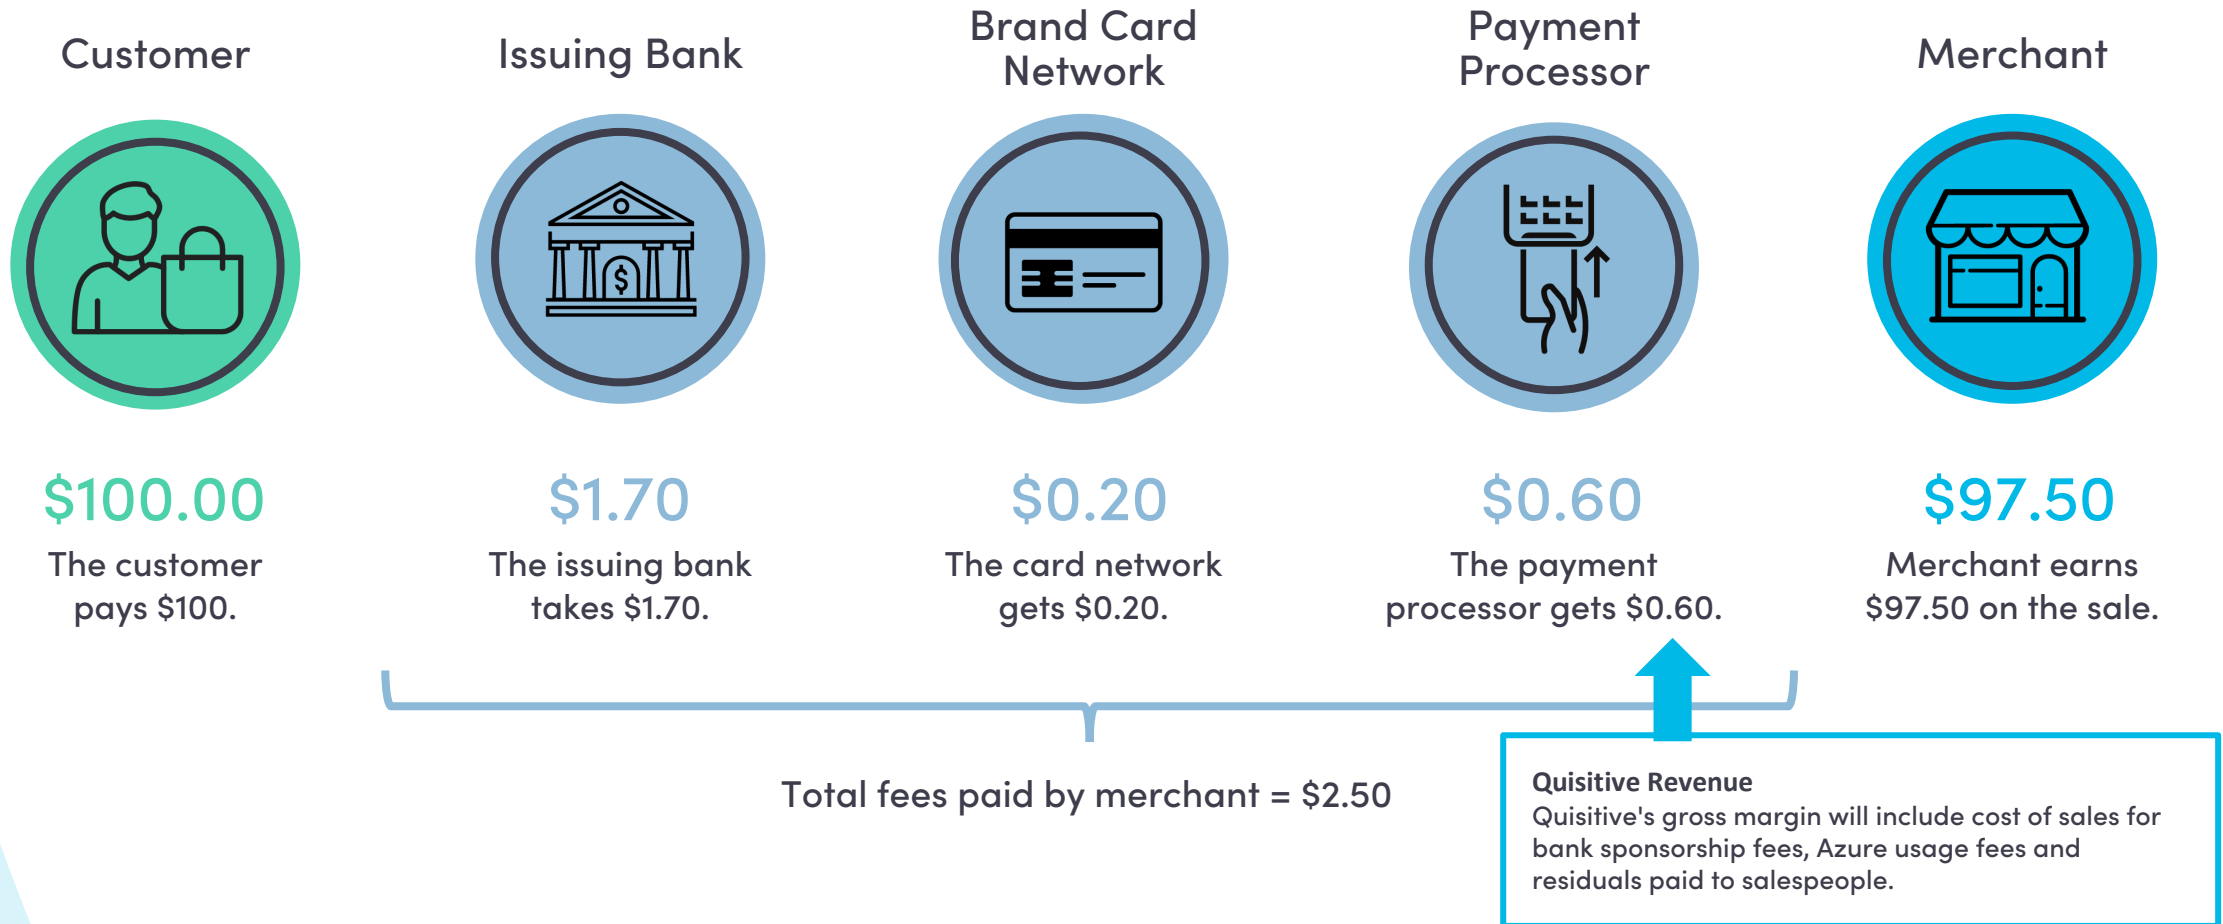 Customer
Issuing Bank
Brand Card
Network
Payment
Processor
Merchant
$
$100.00
$1.70
$0.20
$0.60
$97.50
The customer
pays $100.
The issuing bank
takes $1.70.
The card network
gets $0.20.
The payment
processor gets $0.60.
Merchant earns
$97.50 on the sale.
Total fees paid by merchant = $2.50
Quisitive Revenue
Quisitive's gross margin will include cost of sales for
bank sponsorship fees, Azure usage fees and
residuals paid to salespeople.